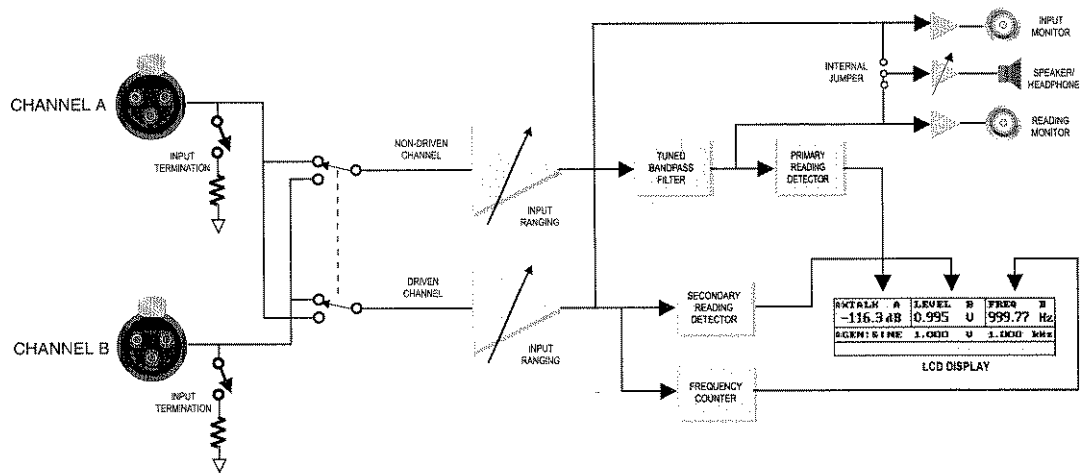 INPUT
MONITOR
INTERNAL
JUMPER
SPEAKER/
HEADPHONE
CHANNEL A
READING
MONITOR
INPUT
TERMINATION
NON-DRIVEN
CHANNEL
TUNED
BANDPASS
FILTER
PRIMARY
READING
DETECTOR
INPUT
RANGING
DRIVEN
CHANNEL
SECONDARY
READING
DETECTOR
XTALK A LEVEL B FREQ B
-116.3 dB 0.995 V 999.77 Hz
GEN:SINE 1.000 V 1.000 kHz
LCD DISPLAY
CHANNEL B
INPUT
RANGING
INPUT
TERMINATION
FREQUENCY
COUNTER